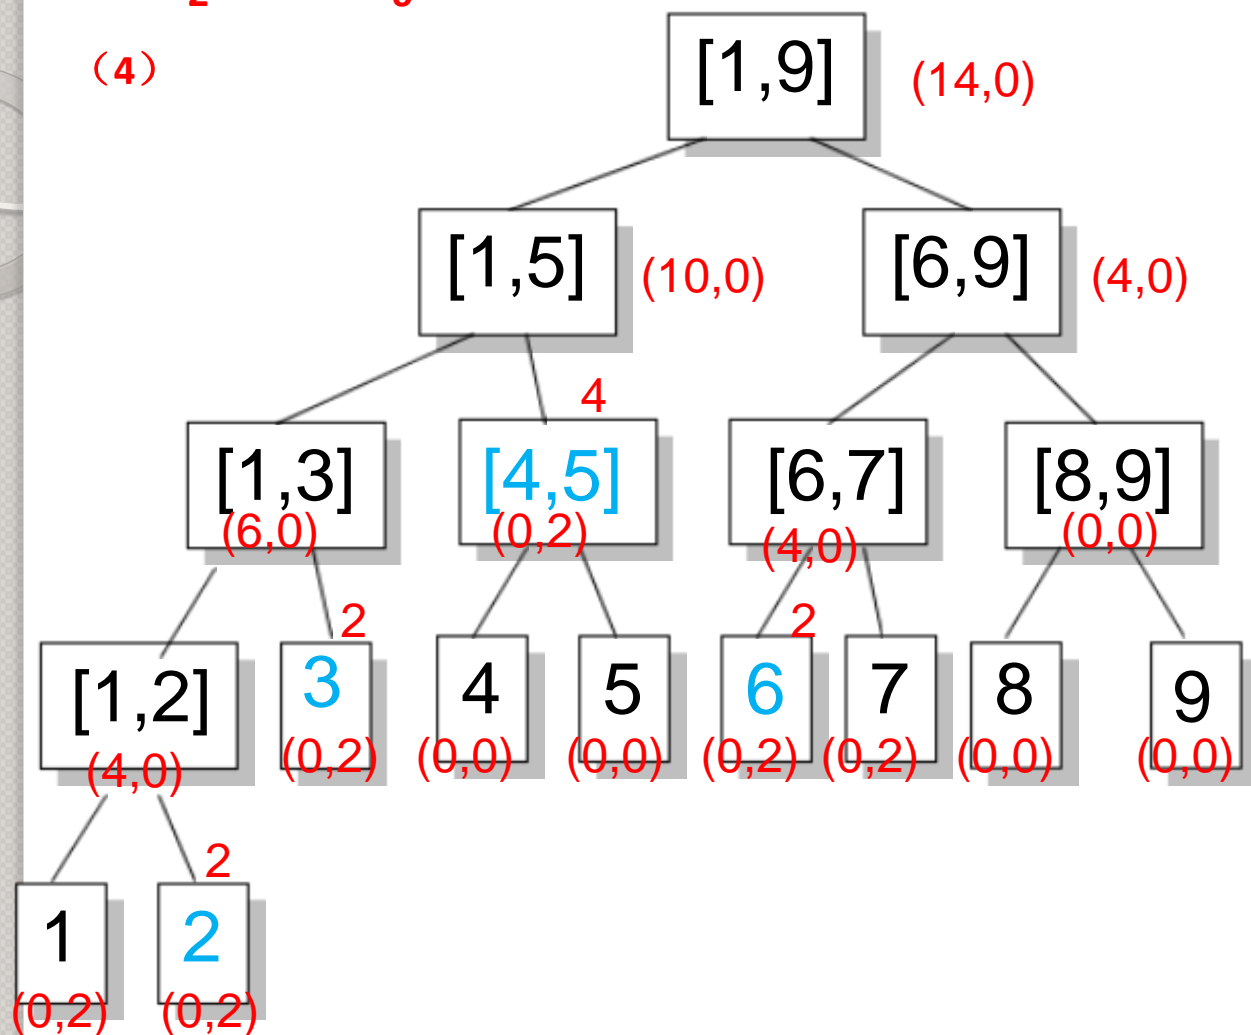 2 6
（4）
[1,9] (14,0)
[1,5] (10,0) [6,9] (4,0)
4
[1,3] [4,5] [6,7] [8,9]
(6,0) (0,2) (4,0) (0,0)
2 2
[1,2] 3 4 5 6 7 8 9
(4,0) (0,2) (0,0) (0,0) (0,2) (0,2) (0,0) (0,0)
2
1 2
(0,2) (0,2)